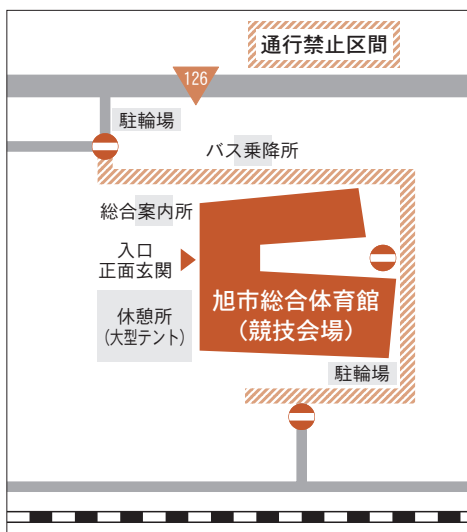 通行禁止区間
126
駐輪場
バス乗降所
総合案内所
入口
正面玄関
休憩所
(大型テント)
旭市総合体育館
(競技会場)
駐輪場